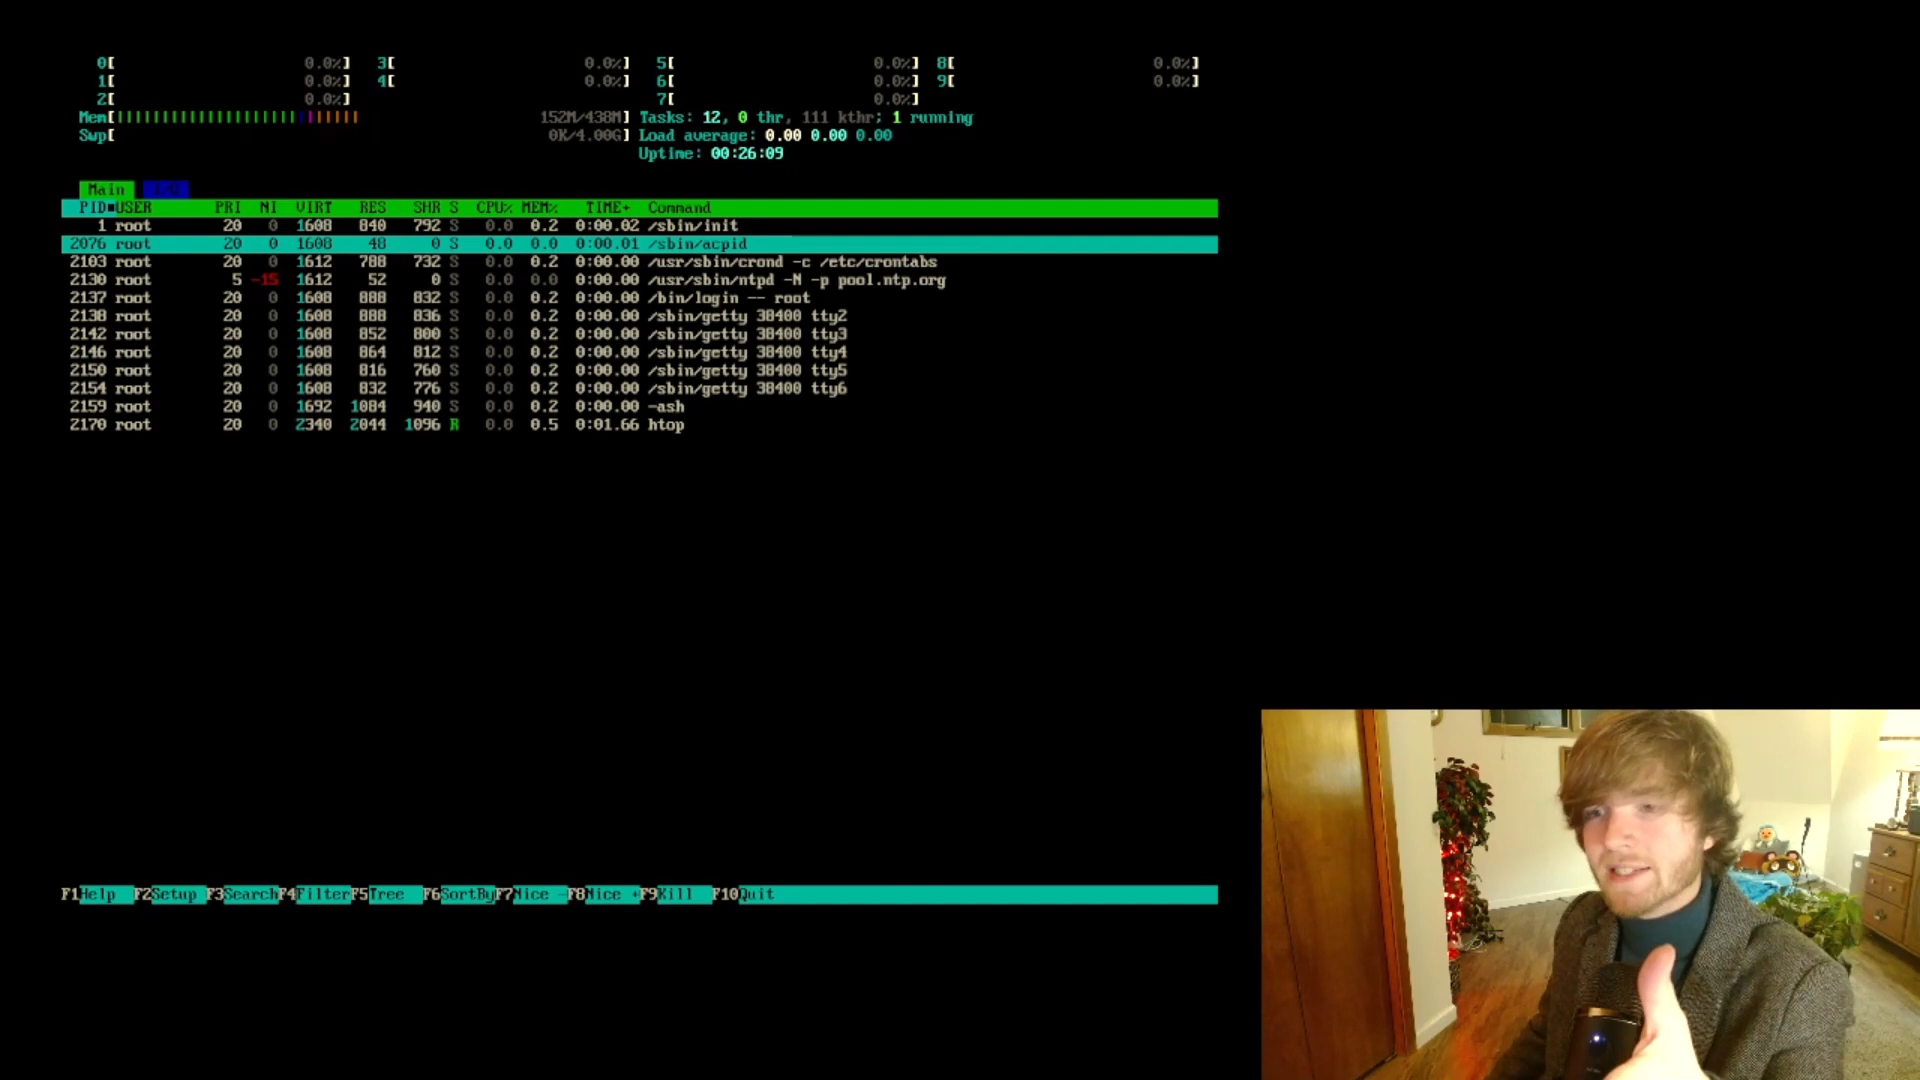 0[ 0.0%] 3[ 0.0%] 5[ 0.0%] 8[ 0.0%]
1[ 0.0%] 4[ 0.0%] 6[ 0.0%] 9[ 0.0%]
2[ 0.0%] 7[ 0.0%]
Mem[||||||||||||||||||||||||||| 152M/438M] Tasks: 12, 0 thr, 111 kthr; 1 running
Swp[ 0K/4.00G] Load average: 0.00 0.00 0.00
Uptime: 00:26:09
Main
PID USER PRI NI VIRT RES SHR S CPU% MEM% TIME+ Command
1 root 20 0 1608 840 792 S 0.0 0.2 0:00.02 /sbin/init
2076 root 20 0 1608 48 0 S 0.0 0.0 0:00.01 /sbin/acpid
2103 root 20 0 1612 788 732 S 0.0 0.2 0:00.00 /usr/sbin/crond -c /etc/crontabs
2130 root 5 -15 1612 52 0 S 0.0 0.0 0:00.00 /usr/sbin/ntpd -N -p pool.ntp.org
2137 root 20 0 1608 888 832 S 0.0 0.2 0:00.00 /bin/login -- root
2138 root 20 0 1608 888 836 S 0.0 0.2 0:00.00 /sbin/getty 38400 tty2
2142 root 20 0 1608 852 800 S 0.0 0.2 0:00.00 /sbin/getty 38400 tty3
2146 root 20 0 1608 864 812 S 0.0 0.2 0:00.00 /sbin/getty 38400 tty4
2150 root 20 0 1608 816 760 S 0.0 0.2 0:00.00 /sbin/getty 38400 tty5
2154 root 20 0 1608 832 776 S 0.0 0.2 0:00.00 /sbin/getty 38400 tty6
2159 root 20 0 1692 1084 940 S 0.0 0.2 0:00.00 -ash
2170 root 20 0 2340 2044 1096 R 0.0 0.5 0:01.66 htop
F1Help F2Setup F3SearchF4FilterF5Tree F6SortByF7Nice -F8Nice +F9Kill F10Quit